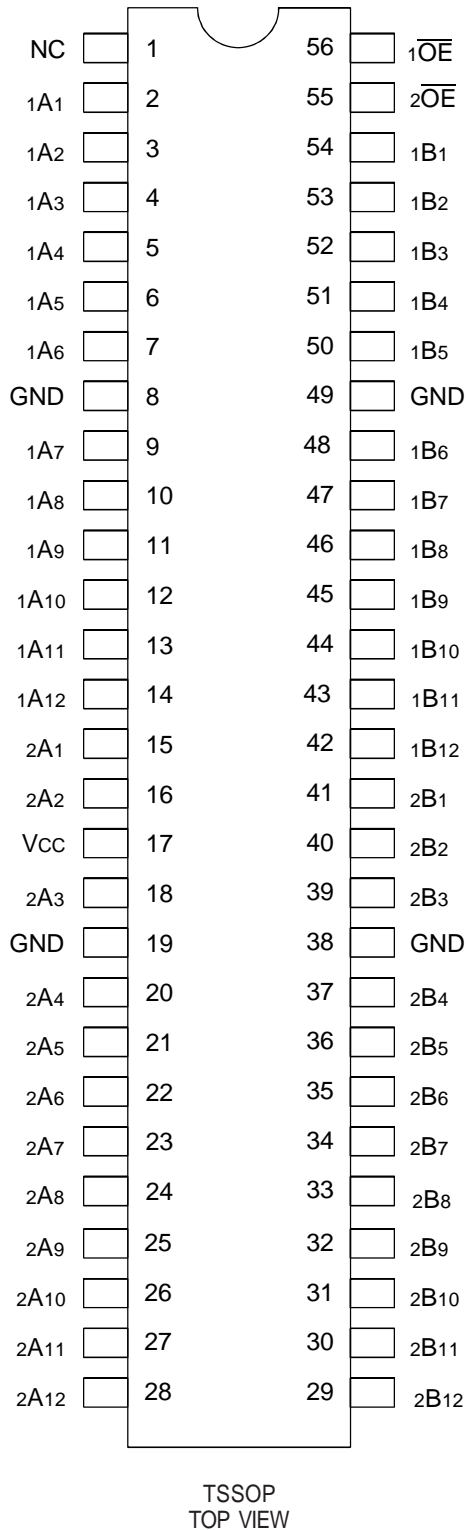 NC 1 56 1OE
1A1 2 55 2OE
1A2 3 54 1B1
1A3 4 53 1B2
1A4 5 52 1B3
1A5 6 51 1B4
1A6 7 50 1B5
GND 8 49 GND
1A7 9 48 1B6
1A8 10 47 1B7
1A9 11 46 1B8
1A10 12 45 1B9
1A11 13 44 1B10
1A12 14 43 1B11
2A1 15 42 1B12
2A2 16 41 2B1
VCC 17 40 2B2
2A3 18 39 2B3
GND 19 38 GND
2A4 20 37 2B4
2A5 21 36 2B5
2A6 22 35 2B6
2A7 23 34 2B7
2A8 24 33 2B8
2A9 25 32 2B9
2A10 26 31 2B10
2A11 27 30 2B11
2A12 28 29 2B12
TSSOP
TOP VIEW